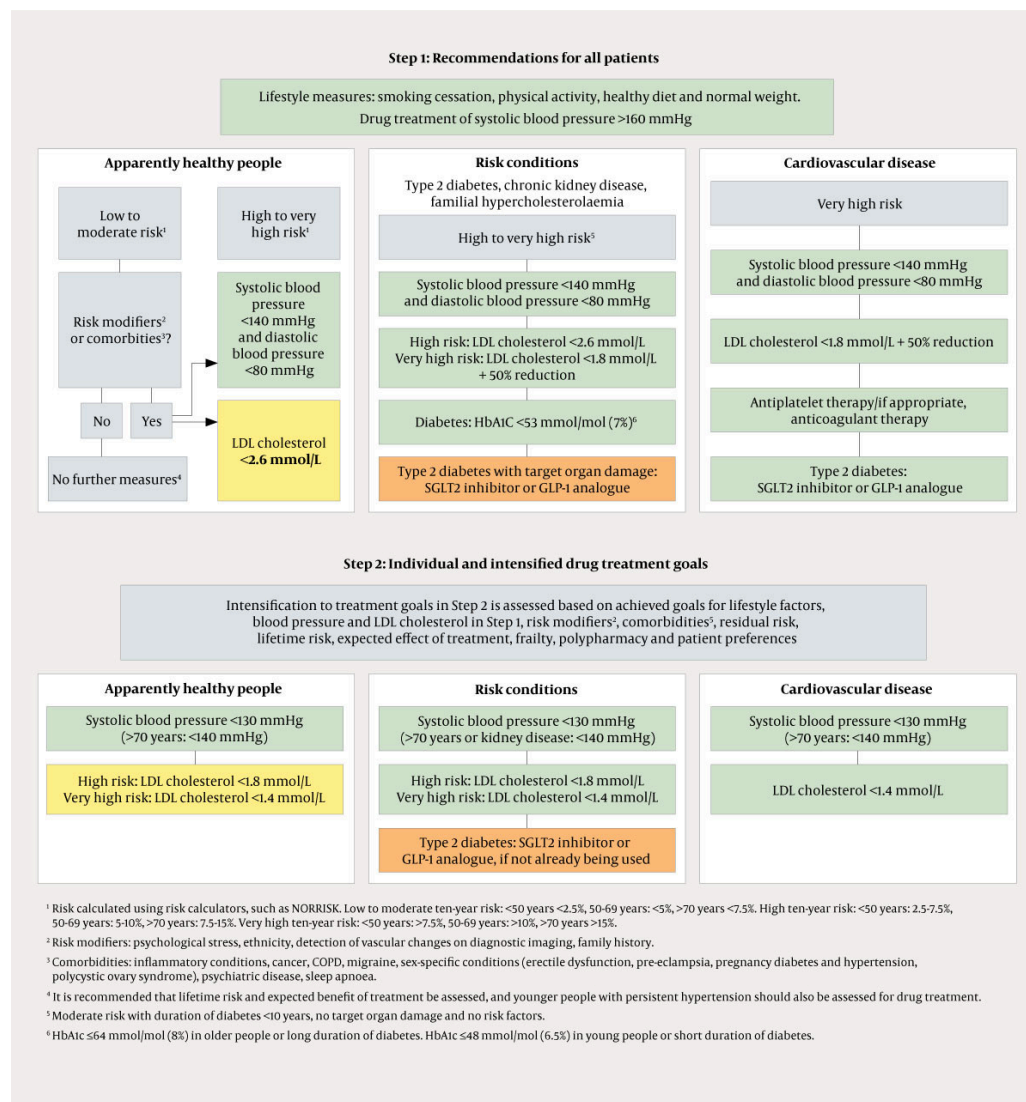 Step 1: Recommendations for all patients
Lifestyle measures: smoking cessation, physical activity, healthy diet and normal weight.
Drug treatment of systolic blood pressure >160 mmHg
Apparently healthy people
Low to
moderate risk¹
High to very
high risk¹
Risk modifiers²
or comorbities³?
Systolic blood
pressure
<140 mmHg
and diastolic
blood pressure
<80 mmHg
No
Yes
No further measures⁴
LDL cholesterol
<2.6 mmol/L
Risk conditions
Type 2 diabetes, chronic kidney disease,
familial hypercholesterolaemia
High to very high risk⁵
Systolic blood pressure <140 mmHg
and diastolic blood pressure <80 mmHg
High risk: LDL cholesterol <2.6 mmol/L
Very high risk: LDL cholesterol <1.8 mmol/L
+ 50% reduction
Diabetes: HbA1C <53 mmol/mol (7%)⁶
Type 2 diabetes with target organ damage:
SGLT2 inhibitor or GLP-1 analogue
Cardiovascular disease
Very high risk
Systolic blood pressure <140 mmHg
and diastolic blood pressure <80 mmHg
LDL cholesterol <1.8 mmol/L + 50% reduction
Antiplatelet therapy/if appropriate,
anticoagulant therapy
Type 2 diabetes:
SGLT2 inhibitor or GLP-1 analogue
Step 2: Individual and intensified drug treatment goals
Intensification to treatment goals in Step 2 is assessed based on achieved goals for lifestyle factors,
blood pressure and LDL cholesterol in Step 1, risk modifiers², comorbidities⁵, residual risk,
lifetime risk, expected effect of treatment, frailty, polypharmacy and patient preferences
Apparently healthy people
Systolic blood pressure <130 mmHg
(>70 years: <140 mmHg)
High risk: LDL cholesterol <1.8 mmol/L
Very high risk: LDL cholesterol <1.4 mmol/L
Risk conditions
Systolic blood pressure <130 mmHg
(>70 years or kidney disease: <140 mmHg)
High risk: LDL cholesterol <1.8 mmol/L
Very high risk: LDL cholesterol <1.4 mmol/L
Type 2 diabetes: SGLT2 inhibitor or
GLP-1 analogue, if not already being used
Cardiovascular disease
Systolic blood pressure <130 mmHg
(>70 years: <140 mmHg)
LDL cholesterol <1.4 mmol/L
¹ Risk calculated using risk calculators, such as NORRISK. Low to moderate ten-year risk: <50 years <2.5%, 50-69 years: <5%, >70 years <7.5%. High ten-year risk: <50 years: 2.5-7.5%,
50-69 years: 5-10%, >70 years: 7.5-15%. Very high ten-year risk: <50 years: >7.5%, 50-69 years: >10%, >70 years >15%.
² Risk modifiers: psychological stress, ethnicity, detection of vascular changes on diagnostic imaging, family history.
³ Comorbidities: inflammatory conditions, cancer, COPD, migraine, sex-specific conditions (erectile dysfunction, pre-eclampsia, pregnancy diabetes and hypertension,
polycystic ovary syndrome), psychiatric disease, sleep apnoea.
⁴ It is recommended that lifetime risk and expected benefit of treatment be assessed, and younger people with persistent hypertension should also be assessed for drug treatment.
⁵ Moderate risk with duration of diabetes <10 years, no target organ damage and no risk factors.
⁶ HbA1c ≤64 mmol/mol (8%) in older people or long duration of diabetes. HbA1c ≤48 mmol/mol (6.5%) in young people or short duration of diabetes.